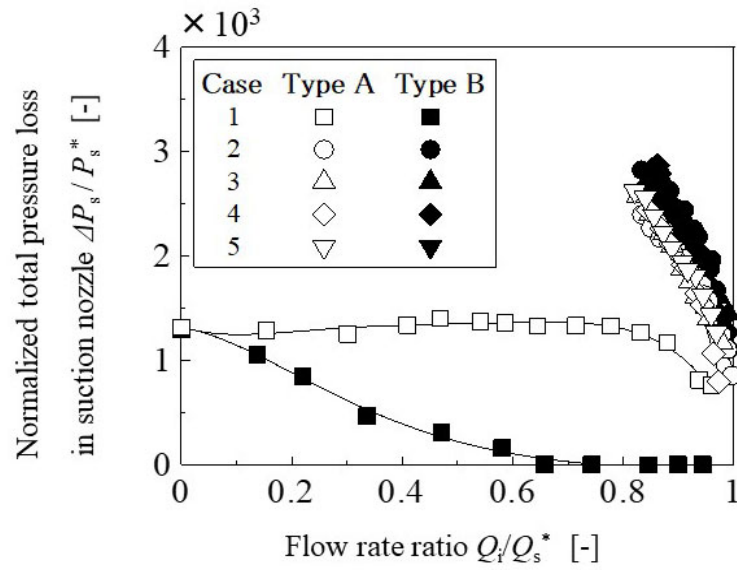 × 10³
4
3
2
1
0
Normalized total pressure loss
in suction nozzle ΔPₛ / Pₛ* [-]
Case Type A Type B
1
2
3
4
5
0 0.2 0.4 0.6 0.8 1
Flow rate ratio Qᵢ/Qₛ* [-]